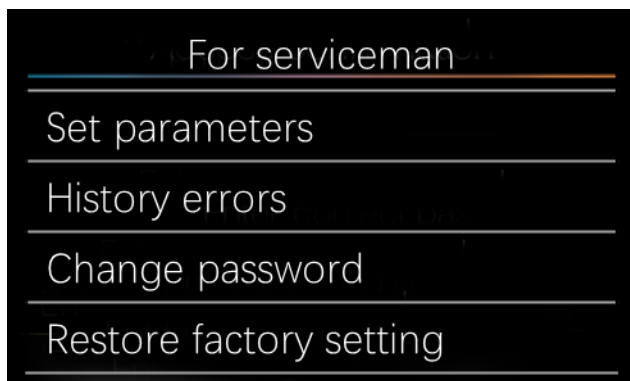 For serviceman
Set parameters
History errors
Change password
Restore factory setting